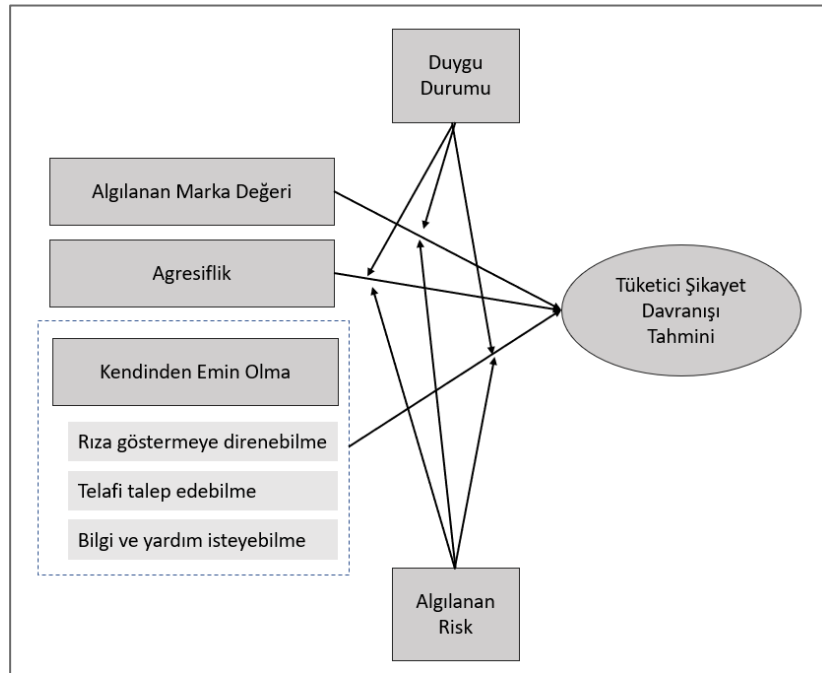 Duygu
Durumu
Algılanan Marka Değeri
Agresiflik
Kendinden Emin Olma
Rıza göstermeye direnebilme
Telafi talep edebilme
Bilgi ve yardım isteyebilme
Tüketici Şikayet
Davranışı
Tahmini
Algılanan
Risk